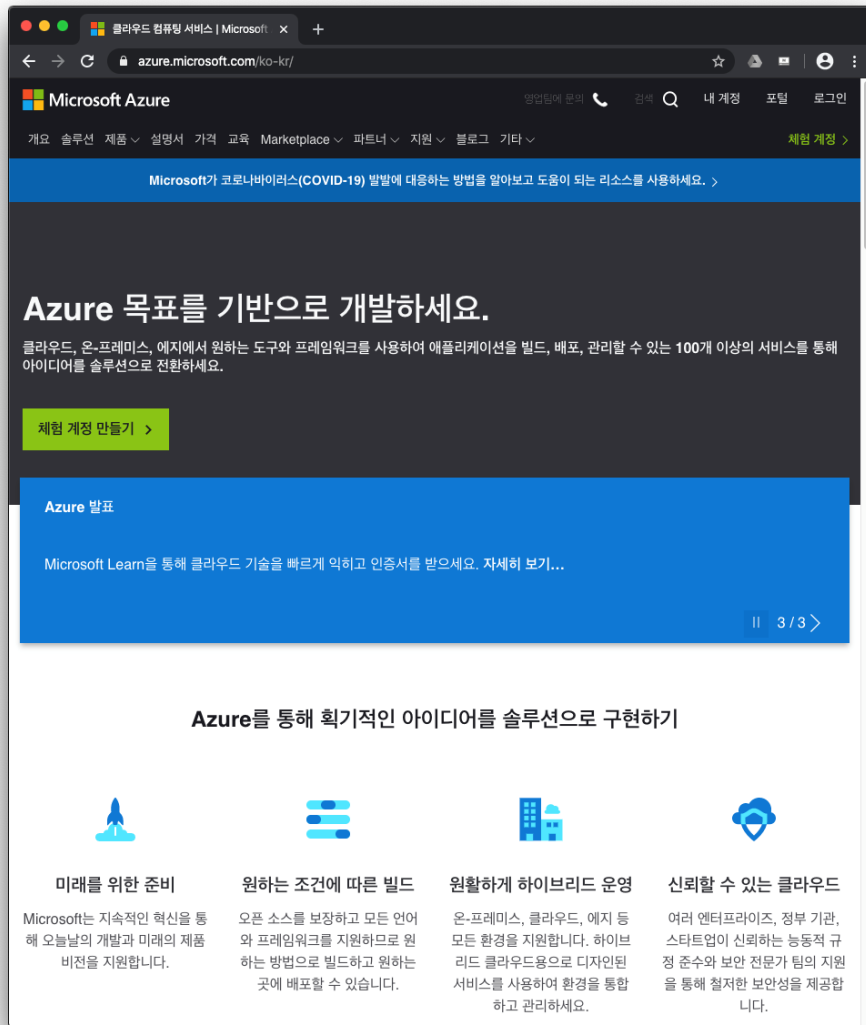 클라우드 컴퓨팅 서비스 | Microsoft
azure.microsoft.com/ko-kr/
Microsoft Azure
영업팀에 문의 검색 내 계정 포털 로그인
개요 솔루션 제품 설명서 가격 교육 Marketplace 파트너 지원 블로그 기타 체험 계정
Microsoft가 코로나바이러스(COVID-19) 발발에 대응하는 방법을 알아보고 도움이 되는 리소스를 사용하세요.
Azure 목표를 기반으로 개발하세요.
클라우드, 온-프레미스, 에지에서 원하는 도구와 프레임워크를 사용하여 애플리케이션을 빌드, 배포, 관리할 수 있는 100개 이상의 서비스를 통해
아이디어를 솔루션으로 전환하세요.
체험 계정 만들기
Azure 발표
Microsoft Learn을 통해 클라우드 기술을 빠르게 익히고 인증서를 받으세요. 자세히 보기...
3 / 3
Azure를 통해 획기적인 아이디어를 솔루션으로 구현하기
미래를 위한 준비
Microsoft는 지속적인 혁신을 통
해 오늘날의 개발과 미래의 제품
비전을 지원합니다.
원하는 조건에 따른 빌드
오픈 소스를 보장하고 모든 언어
와 프레임워크를 지원하므로 원
하는 방법으로 빌드하고 원하는
곳에 배포할 수 있습니다.
원활하게 하이브리드 운영
온-프레미스, 클라우드, 에지 등
모든 환경을 지원합니다. 하이브
리드 클라우드용으로 디자인된
서비스를 사용하여 환경을 통합
하고 관리하세요.
신뢰할 수 있는 클라우드
여러 엔터프라이즈, 정부 기관,
스타트업이 신뢰하는 능동적 규
정 준수와 보안 전문가 팀의 지원
을 통해 철저한 보안성을 제공합
니다.